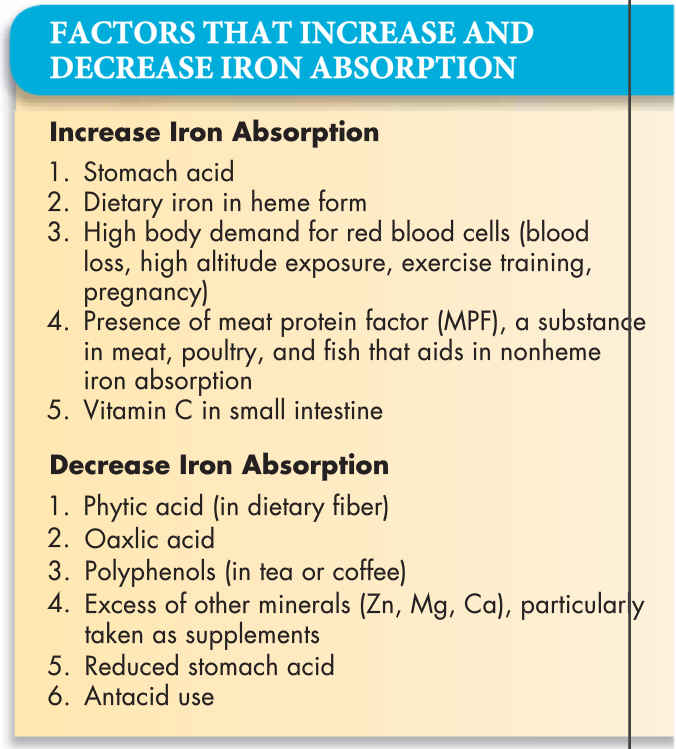 FACTORS THAT INCREASE AND
DECREASE IRON ABSORPTION
Increase Iron Absorption
1. Stomach acid
2. Dietary iron in heme form
3. High body demand for red blood cells (blood
loss, high altitude exposure, exercise training,
pregnancy)
4. Presence of meat protein factor (MPF), a substance
in meat, poultry, and fish that aids in nonheme
iron absorption
5. Vitamin C in small intestine
Decrease Iron Absorption
1. Phytic acid (in dietary fiber)
2. Oaxlic acid
3. Polyphenols (in tea or coffee)
4. Excess of other minerals (Zn, Mg, Ca), particularly
taken as supplements
5. Reduced stomach acid
6. Antacid use